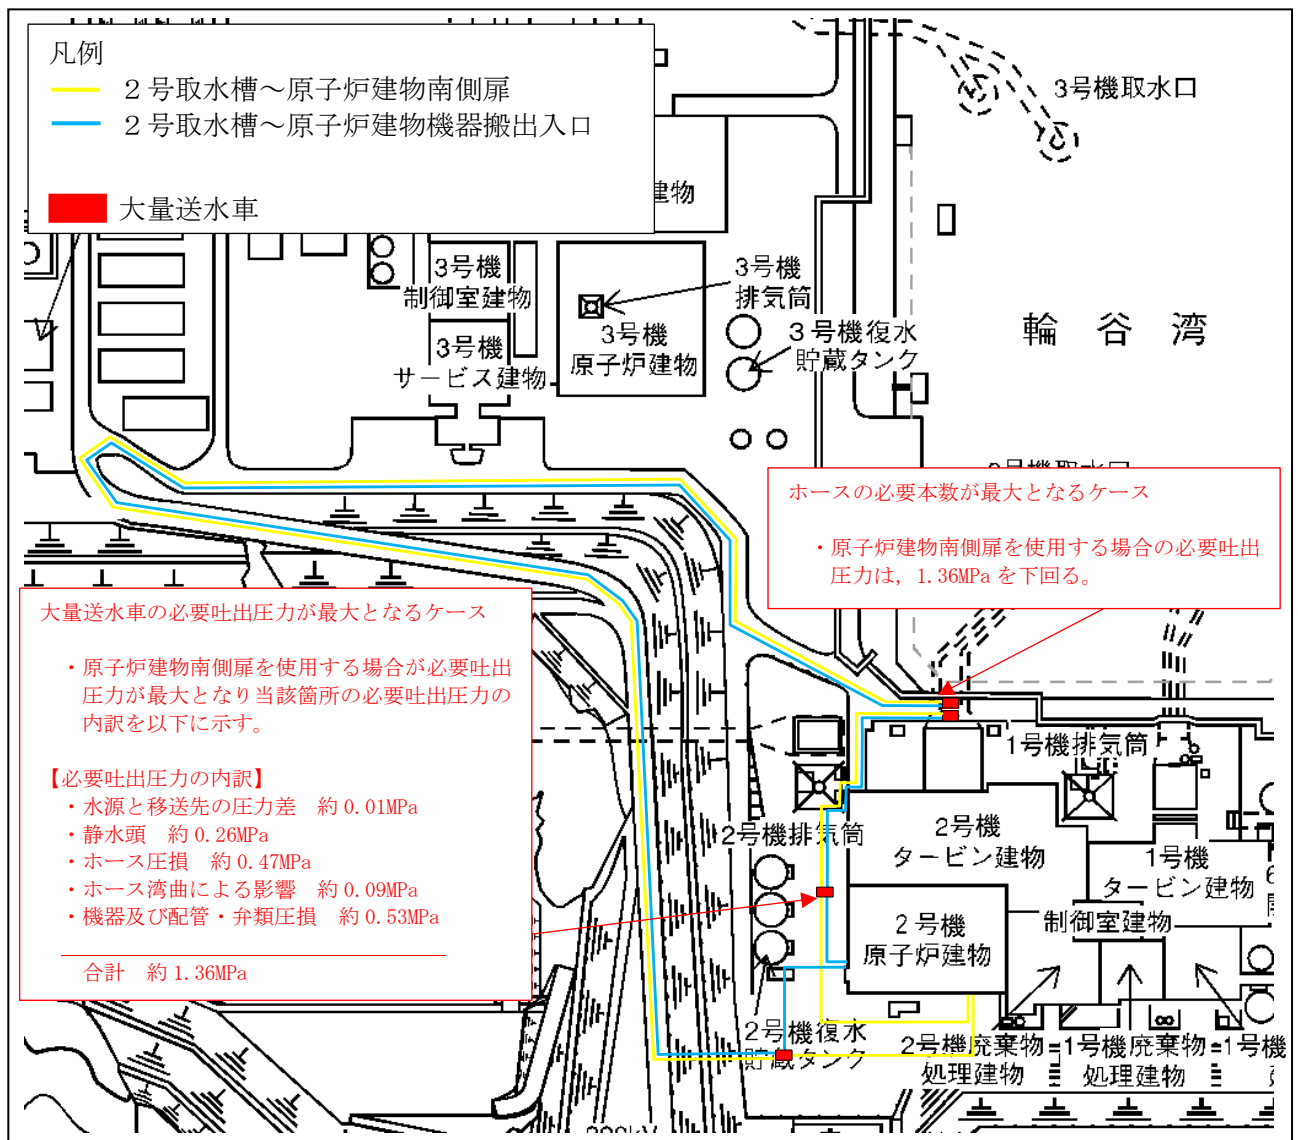 凡例
２号取水槽～原子炉建物南側扉
２号取水槽～原子炉建物機器搬出入口
大量送水車
建物
3号機取水口
3号機
制御室建物
3号機
排気筒
3号機
原子炉建物
３号機復水
貯蔵タンク
3号機
サービス建物
輪谷湾
ホースの必要本数が最大となるケース
・原子炉建物南側扉を使用する場合の必要吐出
圧力は，1.36MPaを下回る。
大量送水車の必要吐出圧力が最大となるケース
・原子炉建物南側扉を使用する場合が必要吐出
圧力が最大となり当該箇所の必要吐出圧力の
内訳を以下に示す。
【必要吐出圧力の内訳】
・水源と移送先の圧力差　約0.01MPa
・静水頭　約0.26MPa
・ホース圧損　約0.47MPa
・ホース湾曲による影響　約0.09MPa
・機器及び配管・弁類圧損　約0.53MPa
合計　約1.36MPa
1号機排気筒
2号機排気筒
2号機
タービン建物
1号機
タービン建物
制御室建物
２号機
原子炉建物
2号機復水
貯蔵タンク
2号機廃棄物
処理建物
1号機廃棄物
処理建物
1号機